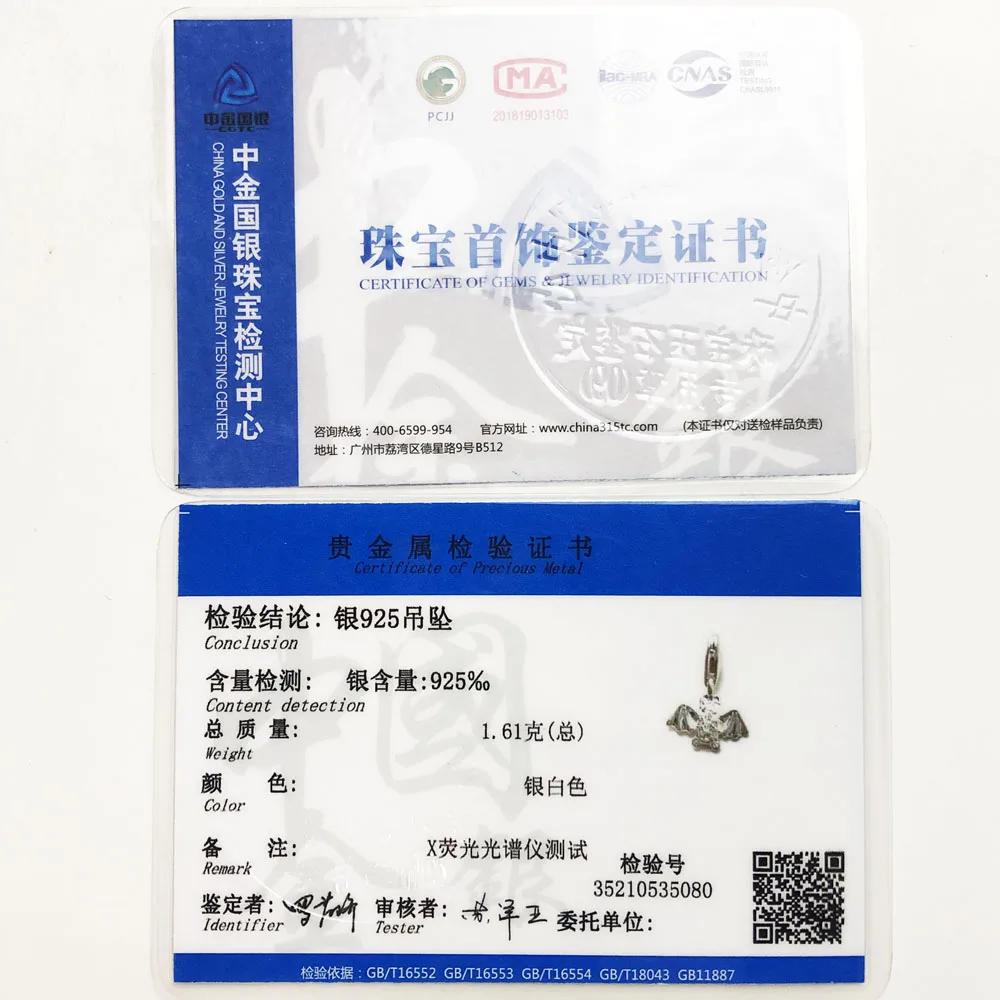 中金国银
CGTC
中金国银珠宝检测中心
CHINA GOLD AND SILVER JEWELRY TESTING CENTER
PCJJ
MA
201819013103
ilac-MRA
CNAS
TESTING
珠宝首饰鉴定证书
CERTIFICATE OF GEMS & JEWELRY IDENTIFICATION
咨询热线：400-6599-954 官方网址：www.china315tc.com (本证书仅对送检样品负责)
地址：广州市荔湾区德星路9号B512
贵金属检验证书
Certificate of Precious Metal
检验结论: 银925吊坠
Conclusion
含量检测: 银含量:925‰
Content detection
总质量: 1.61克(总)
Weight
颜色: 银白色
Color
备注: X荧光光谱仪测试
Remark
检验号
35210535080
鉴定者: 审核者: 委托单位:
Identifier Tester
检验依据：GB/T16552 GB/T16553 GB/T16554 GB/T18043 GB11887